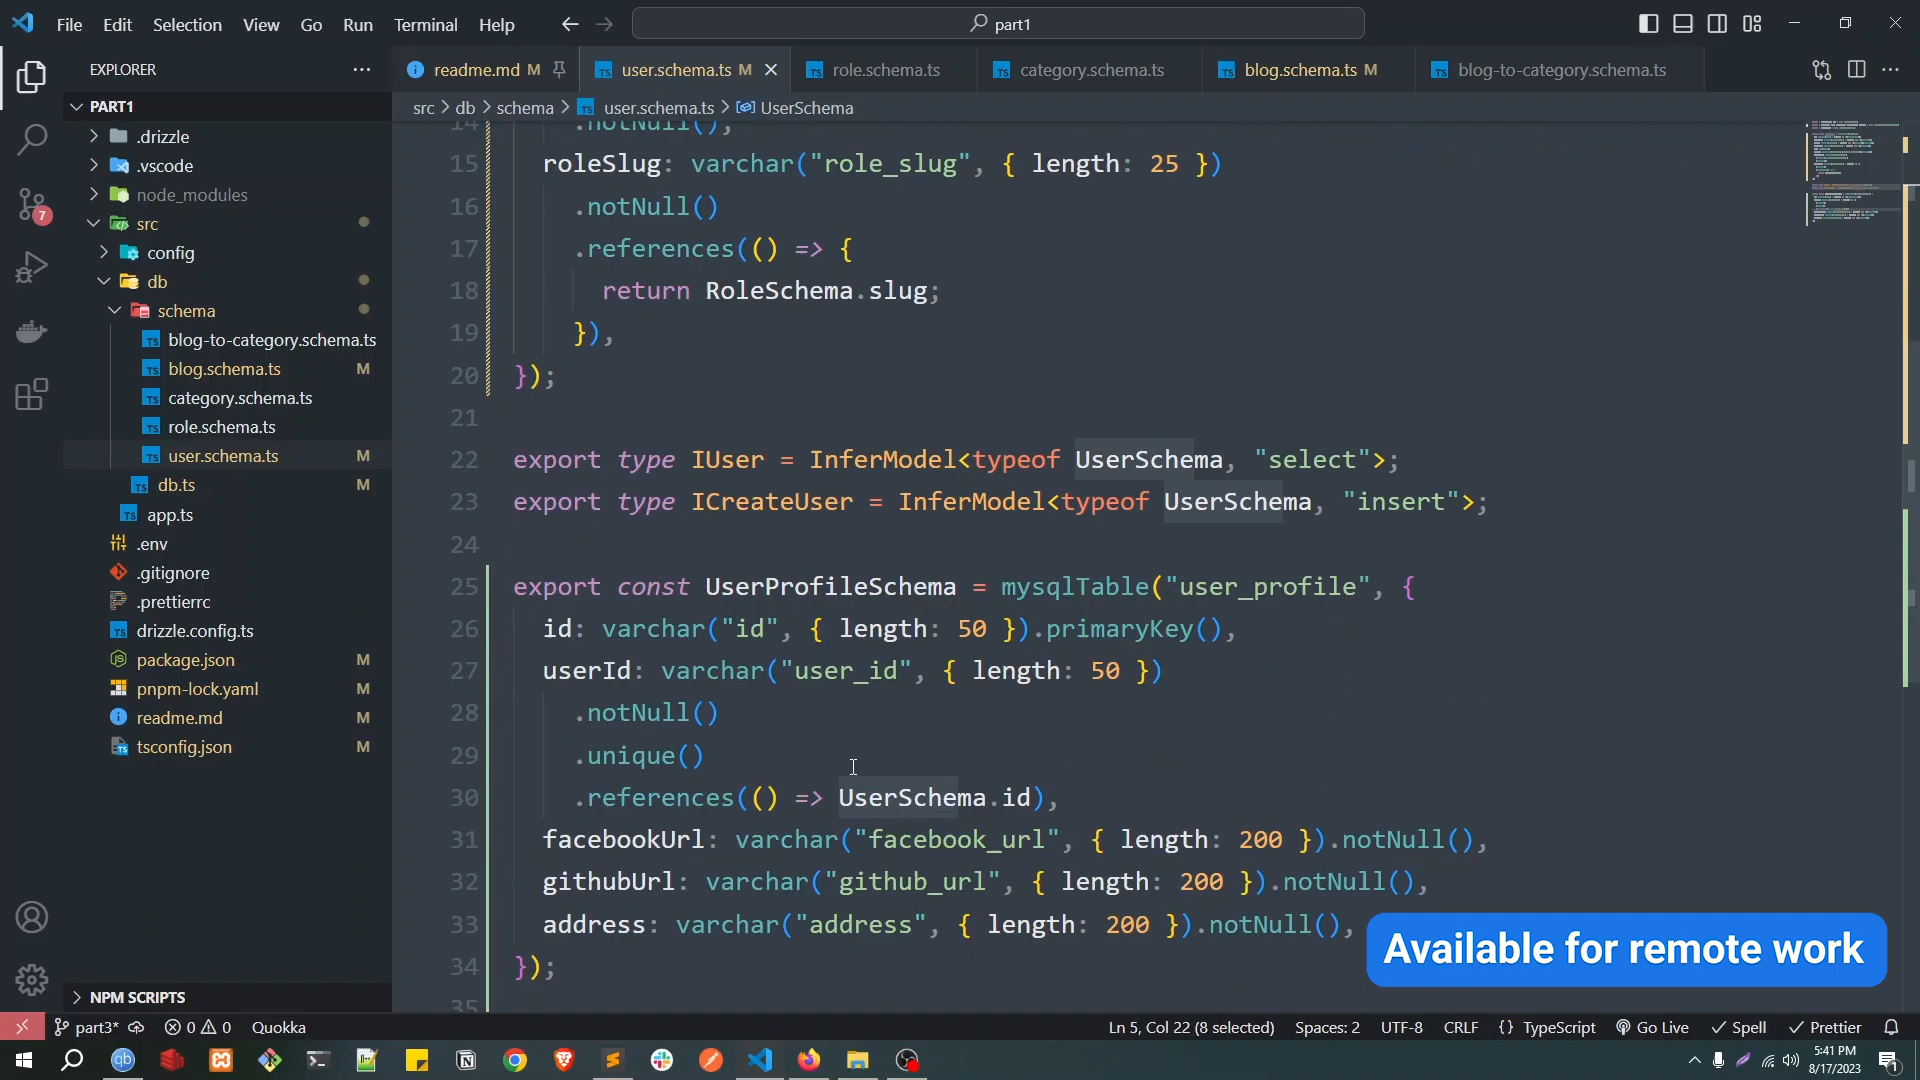 File Edit Selection View Go Run Terminal Help
part1
EXPLORER
PART1
.drizzle
.vscode
node_modules
src
config
db
schema
blog-to-category.schema.ts
blog.schema.ts M
category.schema.ts
role.schema.ts
user.schema.ts M
db.ts M
app.ts
.env
.gitignore
.prettierrc
drizzle.config.ts
package.json M
pnpm-lock.yaml M
readme.md M
tsconfig.json M
NPM SCRIPTS
7
readme.md M
user.schema.ts M
role.schema.ts
category.schema.ts
blog.schema.ts M
blog-to-category.schema.ts
src > db > schema > user.schema.ts > UserSchema
14 .notNull(),
15 roleSlug: varchar("role_slug", { length: 25 })
16 .notNull()
17 .references(() => {
18 return RoleSchema.slug;
19 }),
20 });
21
22 export type IUser = InferModel<typeof UserSchema, "select">;
23 export type ICreateUser = InferModel<typeof UserSchema, "insert">;
24
25 export const UserProfileSchema = mysqlTable("user_profile", {
26 id: varchar("id", { length: 50 }).primaryKey(),
27 userId: varchar("user_id", { length: 50 })
28 .notNull()
29 .unique()
30 .references(() => UserSchema.id),
31 facebookUrl: varchar("facebook_url", { length: 200 }).notNull(),
32 githubUrl: varchar("github_url", { length: 200 }).notNull(),
33 address: varchar("address", { length: 200 }).notNull(),
34 });
35
Available for remote work
part3* 0 0 Quokka
Ln 5, Col 22 (8 selected) Spaces: 2 UTF-8 CRLF {} TypeScript Go Live Spell Prettier
5:41 PM
8/17/2023
1